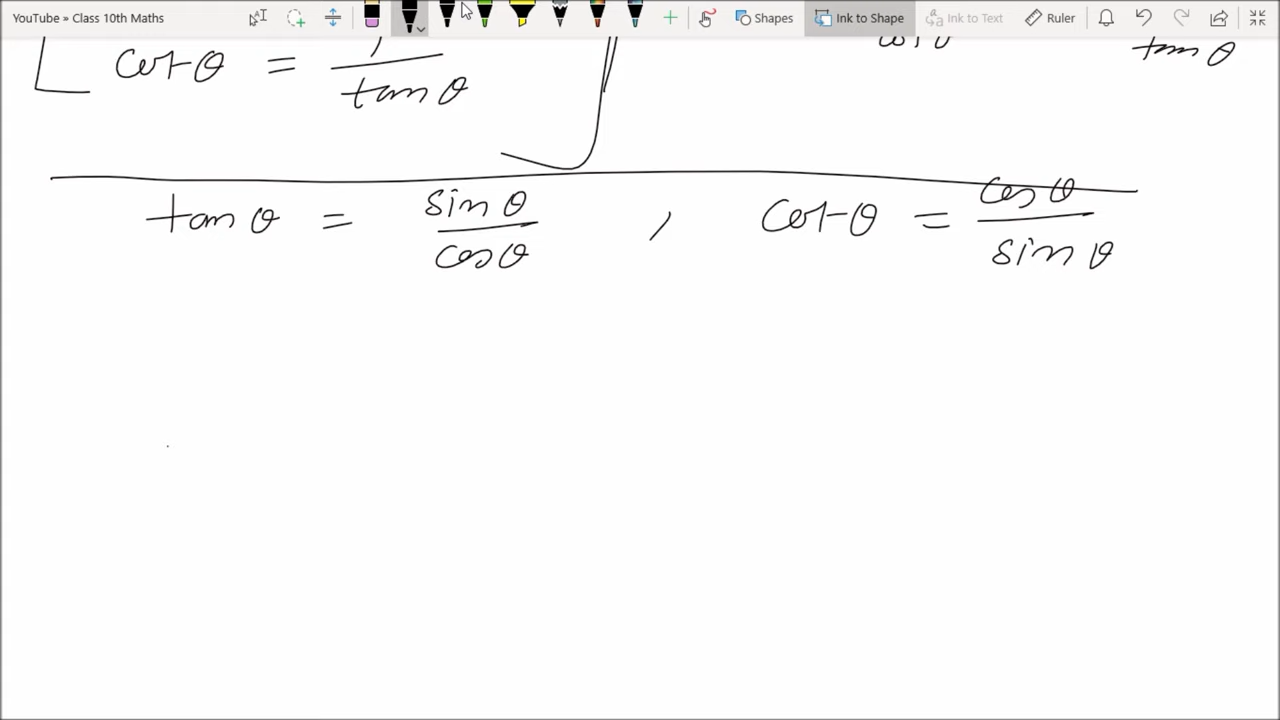 YouTube » Class 10th Maths Shapes Ink to Shape Ink to Text Ruler
cot θ = 1/tan θ
tan θ
tan θ = sin θ/cos θ , cot θ = cos θ/sin θ